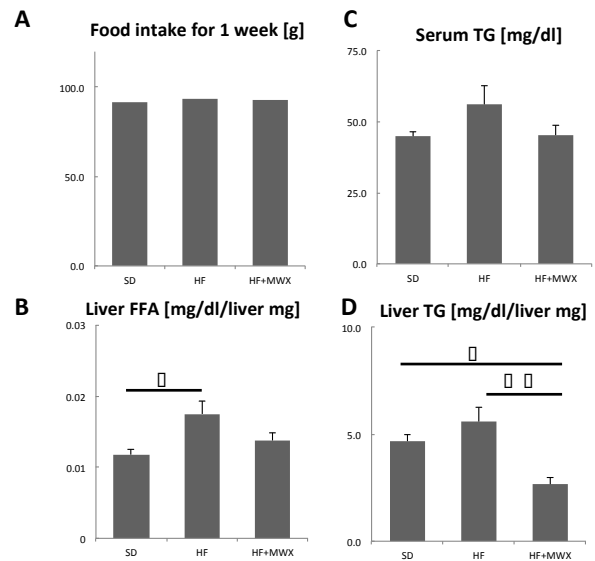 A
Food intake for 1 week [g]
100.0
50.0
0.0
SD HF HF+MWX
B
Liver FFA [mg/dl/liver mg]
0.03
0.02
0.01
0
SD HF HF+MWX
C
Serum TG [mg/dl]
75.0
50.0
25.0
0.0
SD HF HF+MWX
D
Liver TG [mg/dl/liver mg]
10.0
5.0
0.0
SD HF HF+MWX